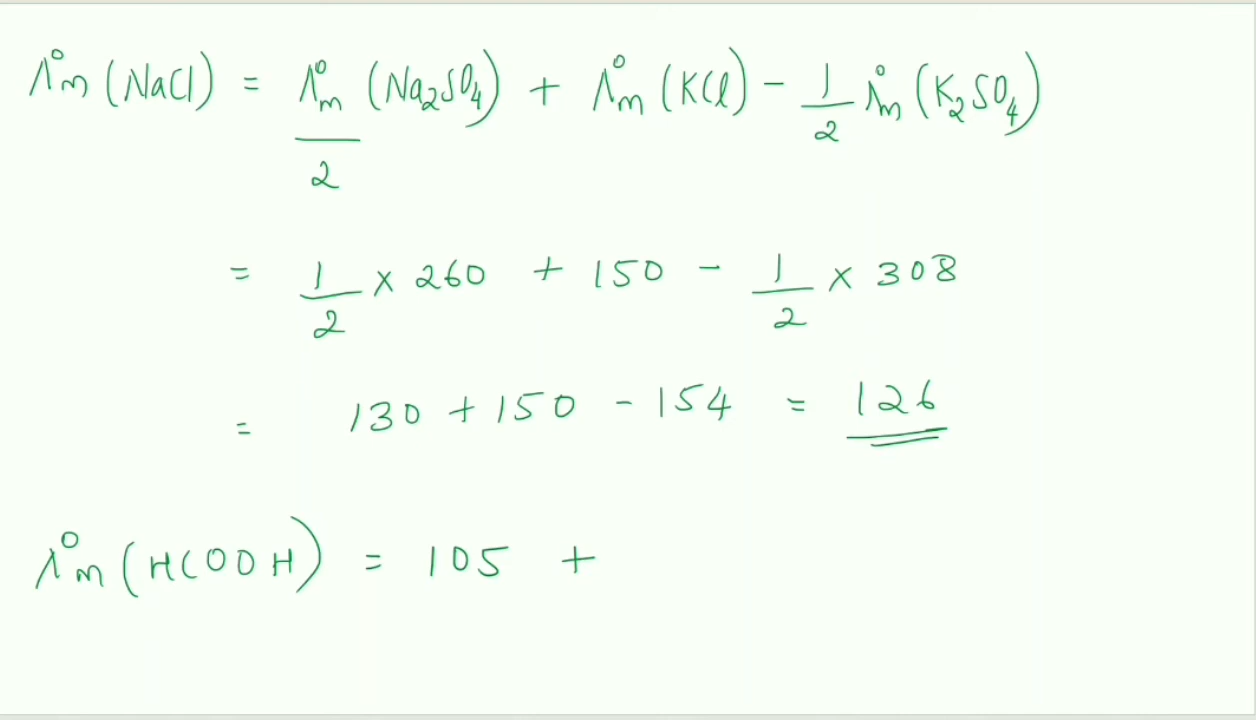 Λ°m (NaCl) = Λ°m/2 (Na₂SO₄) + Λ°m (KCl) - 1/2 Λ°m (K₂SO₄)
= 1/2 × 260 + 150 - 1/2 × 308
= 130 + 150 - 154 = 126
Λ°m (HCOOH) = 105 +